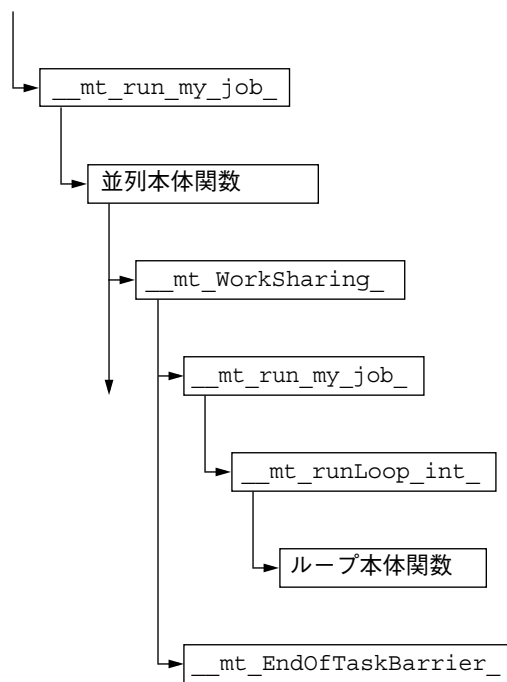 __mt_run_my_job_
並列本体関数
__mt_WorkSharing_
__mt_run_my_job_
__mt_runLoop_int_
ループ本体関数
__mt_EndOfTaskBarrier_